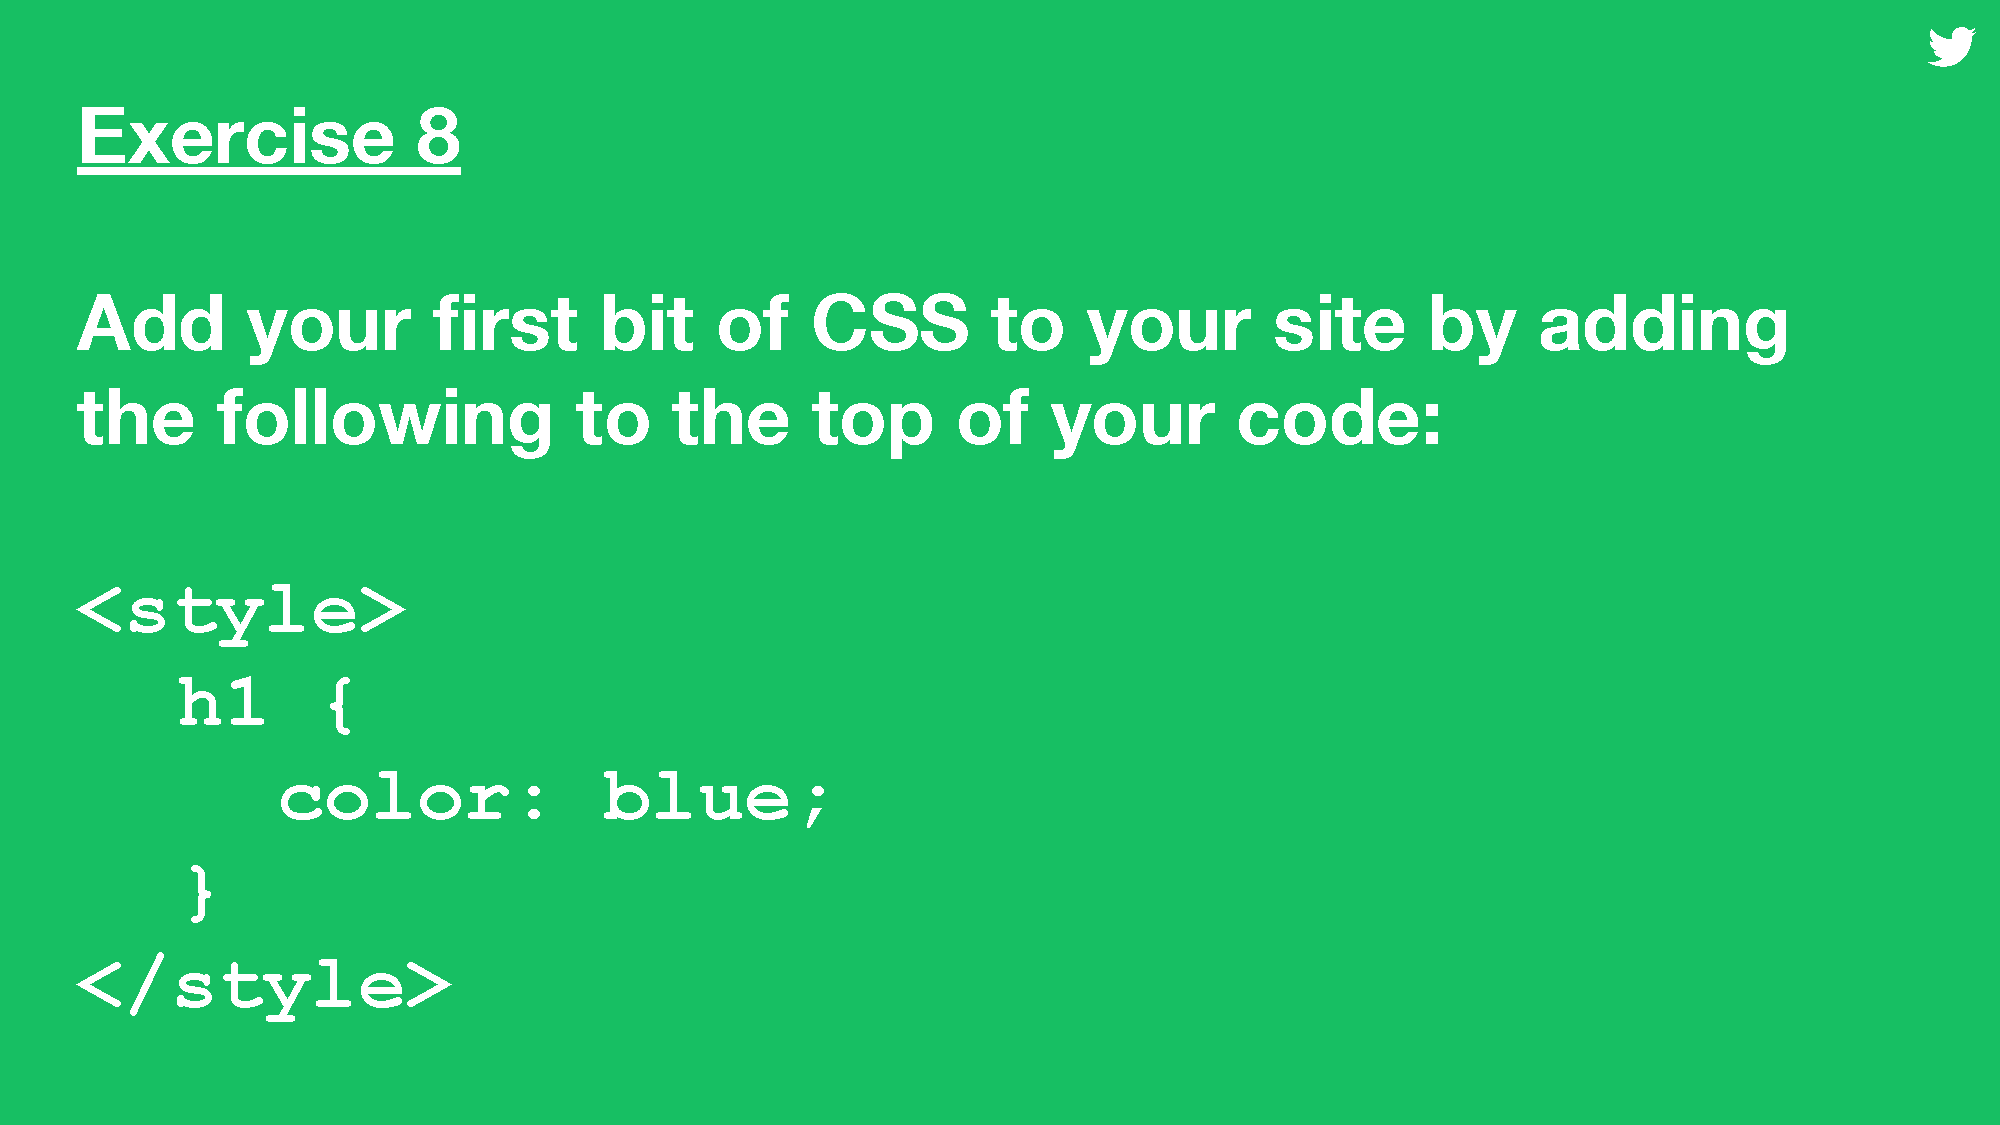 Exercise 8
Add your first bit of CSS to your site by adding
the following to the top of your code:
<style>
h1 {
color: blue;
}
</style>